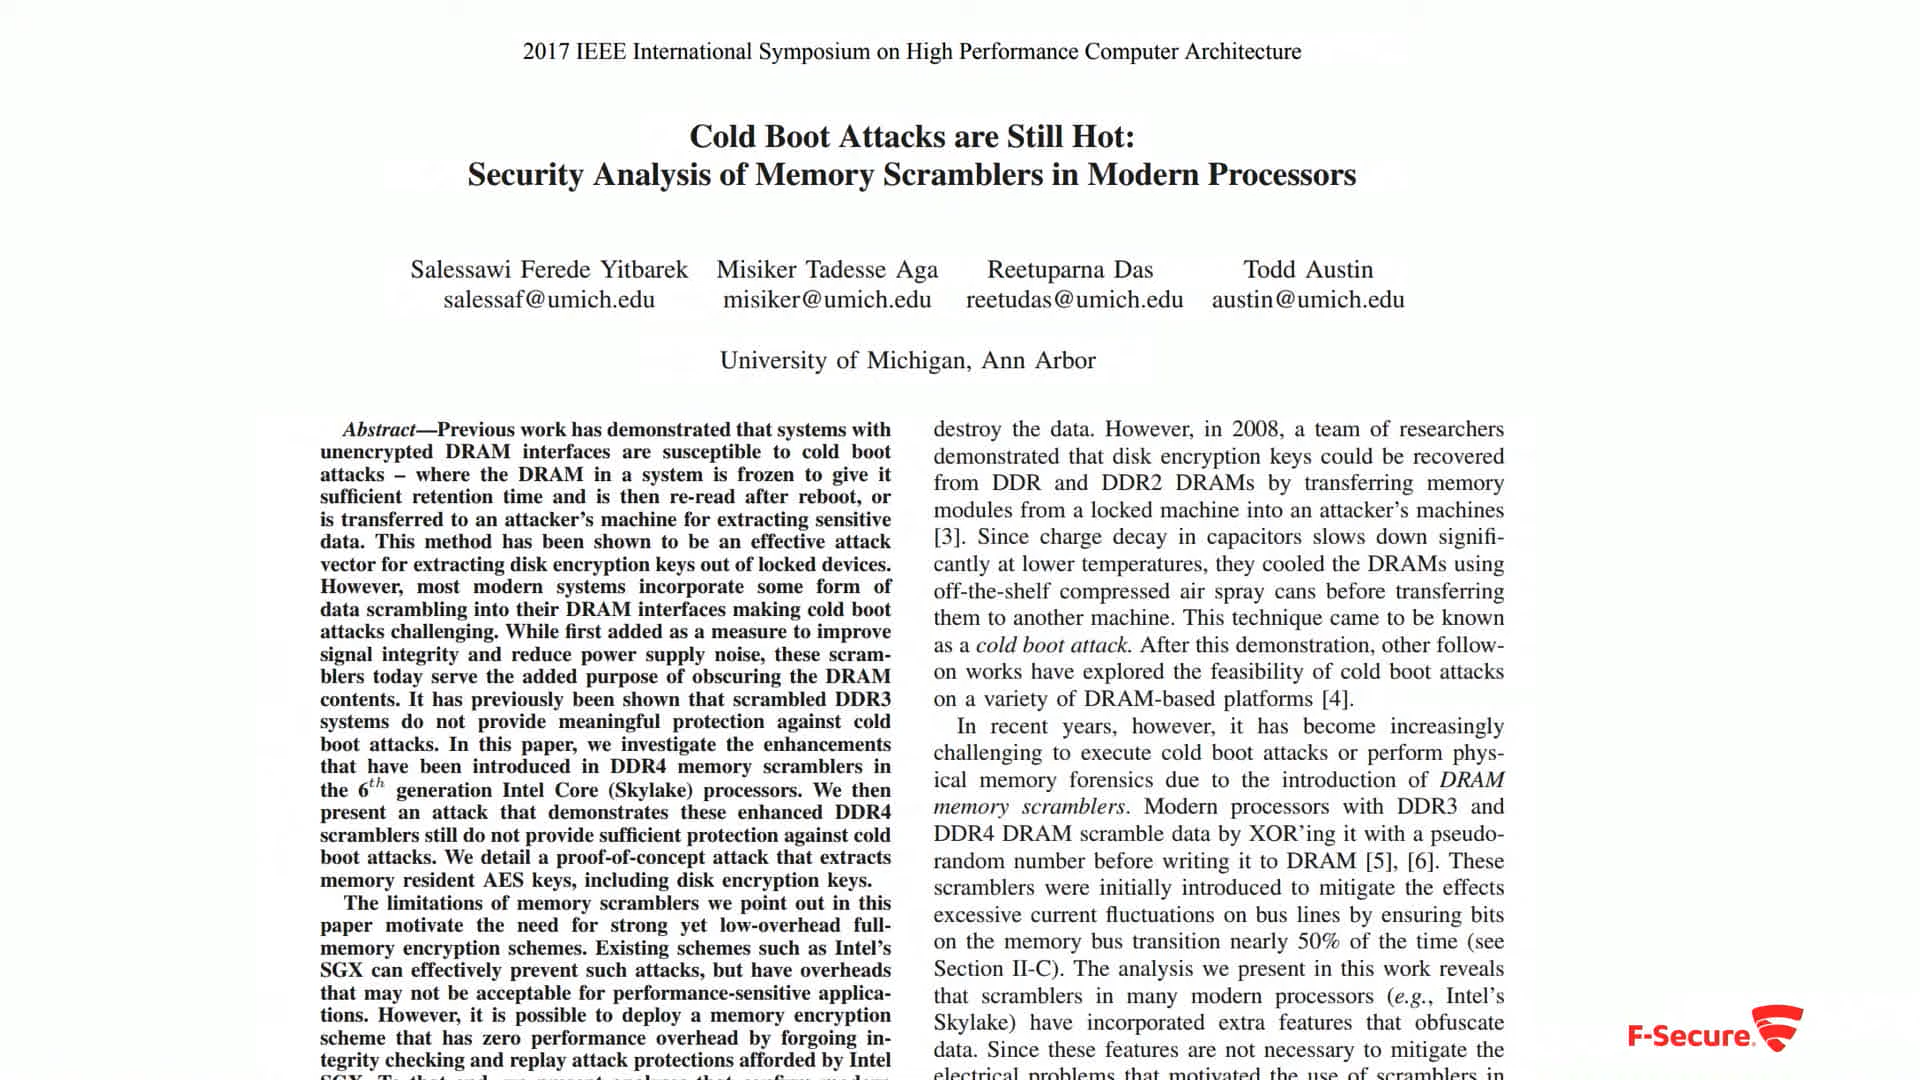 2017 IEEE International Symposium on High Performance Computer Architecture
Cold Boot Attacks are Still Hot:
Security Analysis of Memory Scramblers in Modern Processors
Salessawi Ferede Yitbarek Misiker Tadesse Aga Reetuparna Das Todd Austin
salessaf@umich.edu misiker@umich.edu reetudas@umich.edu austin@umich.edu
University of Michigan, Ann Arbor
Abstract—Previous work has demonstrated that systems with
unencrypted DRAM interfaces are susceptible to cold boot
attacks – where the DRAM in a system is frozen to give it
sufficient retention time and is then re-read after reboot, or
is transferred to an attacker's machine for extracting sensitive
data. This method has been shown to be an effective attack
vector for extracting disk encryption keys out of locked devices.
However, most modern systems incorporate some form of
data scrambling into their DRAM interfaces making cold boot
attacks challenging. While first added as a measure to improve
signal integrity and reduce power supply noise, these scram-
blers today serve the added purpose of obscuring the DRAM
contents. It has previously been shown that scrambled DDR3
systems do not provide meaningful protection against cold
boot attacks. In this paper, we investigate the enhancements
that have been introduced in DDR4 memory scramblers in
the 6th generation Intel Core (Skylake) processors. We then
present an attack that demonstrates these enhanced DDR4
scramblers still do not provide sufficient protection against cold
boot attacks. We detail a proof-of-concept attack that extracts
memory resident AES keys, including disk encryption keys.
The limitations of memory scramblers we point out in this
paper motivate the need for strong yet low-overhead full-
memory encryption schemes. Existing schemes such as Intel's
SGX can effectively prevent such attacks, but have overheads
that may not be acceptable for performance-sensitive applica-
tions. However, it is possible to deploy a memory encryption
scheme that has zero performance overhead by forgoing in-
tegrity checking and replay attack protections afforded by Intel
destroy the data. However, in 2008, a team of researchers
demonstrated that disk encryption keys could be recovered
from DDR and DDR2 DRAMs by transferring memory
modules from a locked machine into an attacker's machines
[3]. Since charge decay in capacitors slows down signifi-
cantly at lower temperatures, they cooled the DRAMs using
off-the-shelf compressed air spray cans before transferring
them to another machine. This technique came to be known
as a cold boot attack. After this demonstration, other follow-
on works have explored the feasibility of cold boot attacks
on a variety of DRAM-based platforms [4].
In recent years, however, it has become increasingly
challenging to execute cold boot attacks or perform phys-
ical memory forensics due to the introduction of DRAM
memory scramblers. Modern processors with DDR3 and
DDR4 DRAM scramble data by XOR'ing it with a pseudo-
random number before writing it to DRAM [5], [6]. These
scramblers were initially introduced to mitigate the effects
excessive current fluctuations on bus lines by ensuring bits
on the memory bus transition nearly 50% of the time (see
Section II-C). The analysis we present in this work reveals
that scramblers in many modern processors (e.g., Intel's
Skylake) have incorporated extra features that obfuscate
data. Since these features are not necessary to mitigate the
electrical problems that motivated the use of scramblers in
F-Secure.